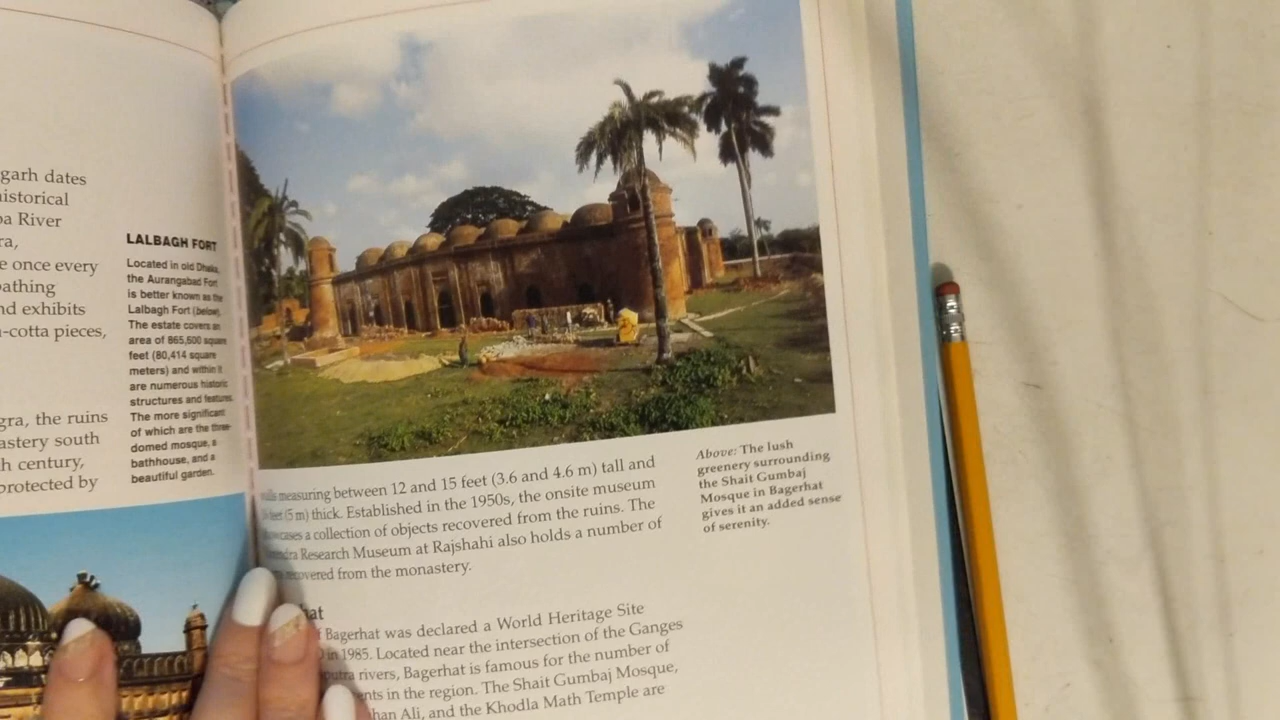 garh dates
istorical
River
e once every
athing
nd exhibits
-cotta pieces,
gra, the ruins
astery south
h century,
protected by
LALBAGH FORT
Located in old Dhaka,
the Aurangabad Fort
is better known as the
Lalbagh Fort (below).
The estate covers an
area of 865,600 square
feet (80,414 square
meters) and within it
are numerous historic
structures and features.
The more significant
of which are the three-
domed mosque, a
bathhouse, and a
beautiful garden.
measuring between 12 and 15 feet (3.6 and 4.6 m) tall and
feet (5 m) thick. Established in the 1950s, the onsite museum
a collection of objects recovered from the ruins. The
Research Museum at Rajshahi also holds a number of
recovered from the monastery.
Above: The lush
greenery surrounding
the Shait Gumbaj
Mosque in Bagerhat
gives it an added sense
of serenity.
hat
f Bagerhat was declared a World Heritage Site
in 1985. Located near the intersection of the Ganges
putra rivers, Bagerhat is famous for the number of
ents in the region. The Shait Gumbaj Mosque,
han Ali, and the Khodla Math Temple are